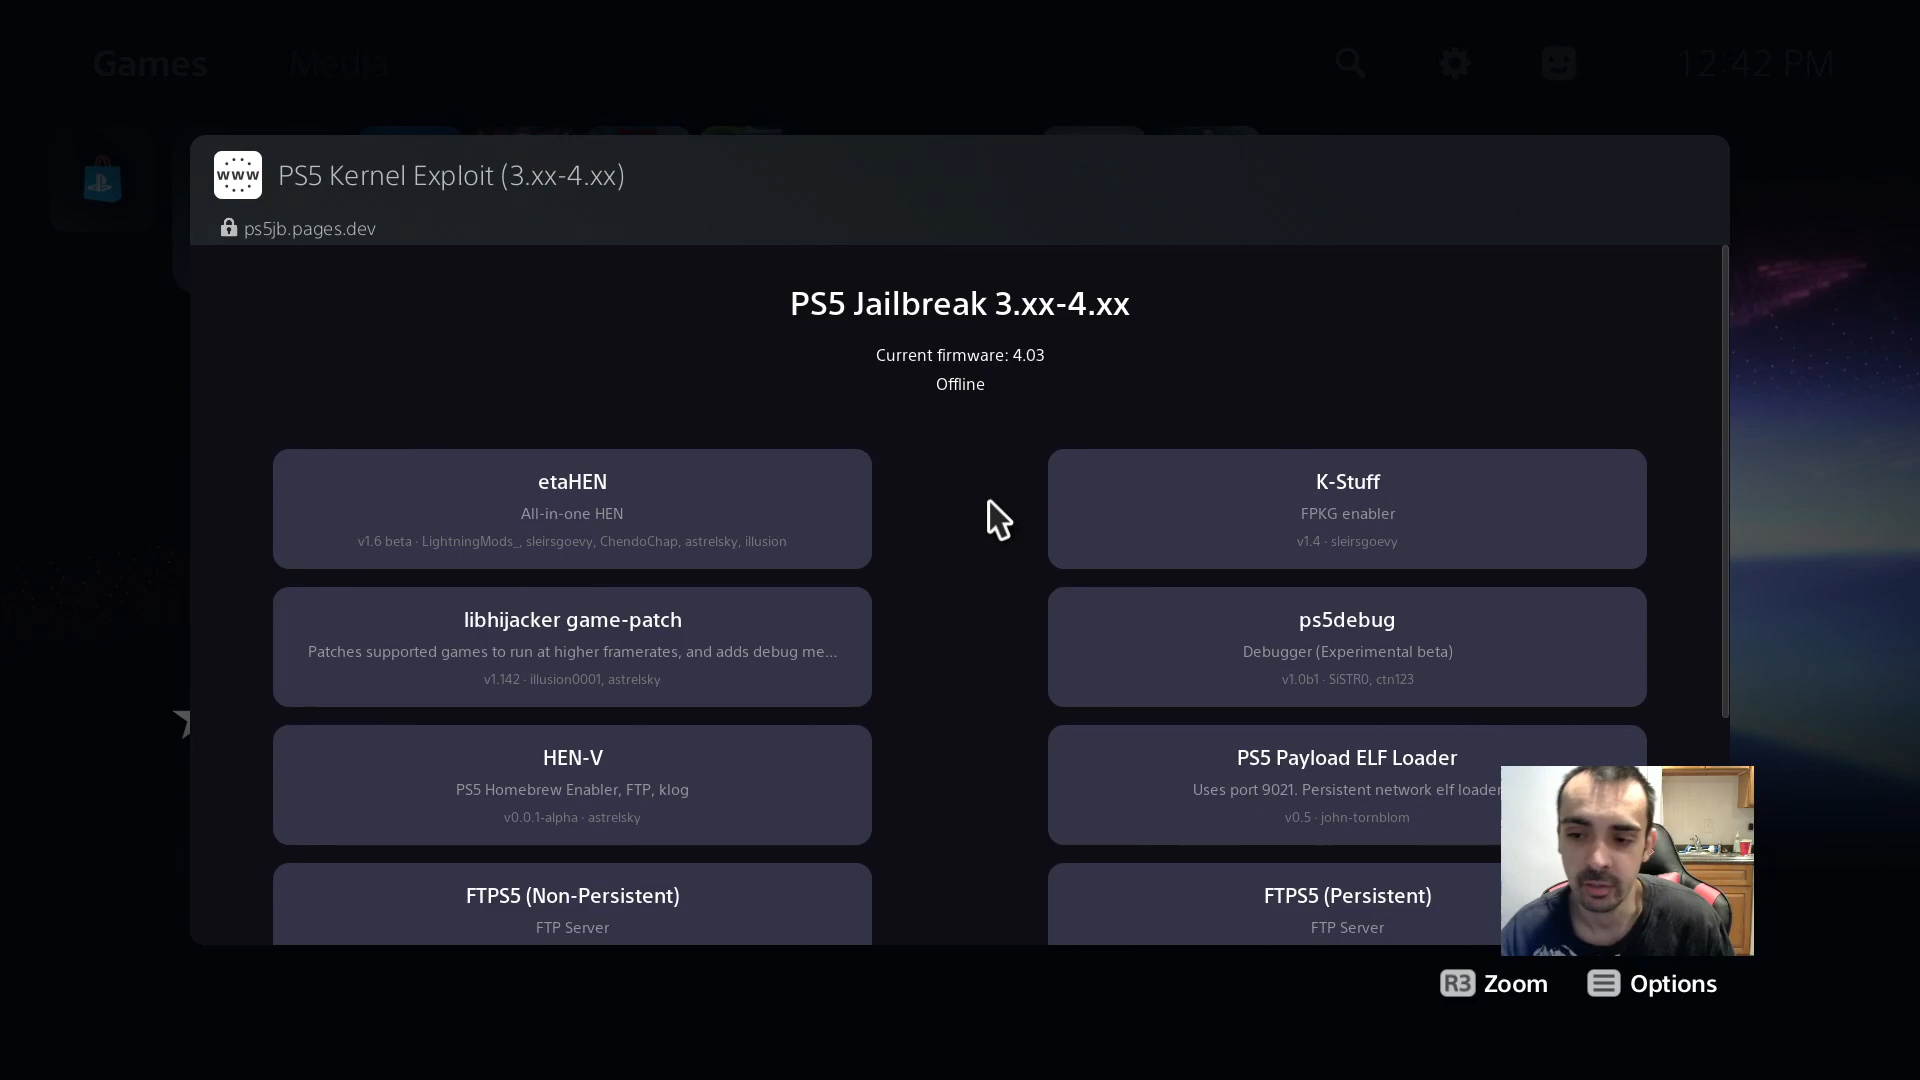 Games
Media
12:42 PM
www
PS5 Kernel Exploit (3.xx-4.xx)
ps5jb.pages.dev
PS5 Jailbreak 3.xx-4.xx
Current firmware: 4.03
Offline
etaHEN
All-in-one HEN
v1.6 beta · LightningMods_, sleirsgoevy, ChendoChap, astrelsky, illusion
K-Stuff
FPKG enabler
v1.4 · sleirsgoevy
libhijacker game-patch
Patches supported games to run at higher framerates, and adds debug me...
v1.142 · illusion0001, astrelsky
ps5debug
Debugger (Experimental beta)
v1.0b1 · SiSTR0, ctn123
HEN-V
PS5 Homebrew Enabler, FTP, klog
v0.0.1-alpha · astrelsky
PS5 Payload ELF Loader
Uses port 9021. Persistent network elf loader
v0.5 · john-tornblom
FTPS5 (Non-Persistent)
FTP Server
FTPS5 (Persistent)
FTP Server
R3 Zoom
Options